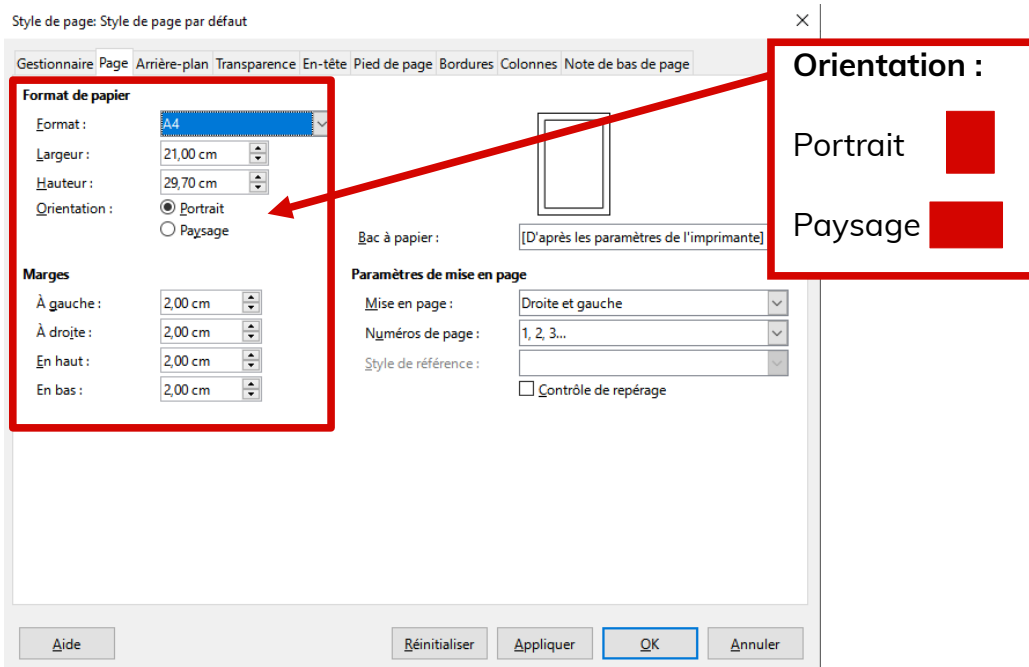 Style de page: Style de page par défaut
Gestionnaire Page Arrière-plan Transparence En-tête Pied de page Bordures Colonnes Note de bas de page
Format de papier
Format :
A4
Largeur :
21,00 cm
Hauteur :
29,70 cm
Orientation :
Portrait
Paysage
Bac à papier :
[D'après les paramètres de l'imprimante]
Marges
À gauche :
2,00 cm
À droite :
2,00 cm
En haut :
2,00 cm
En bas :
2,00 cm
Paramètres de mise en page
Mise en page :
Droite et gauche
Numéros de page :
1, 2, 3...
Style de référence :
Contrôle de repérage
Orientation :
Portrait
Paysage
Aide
Réinitialiser
Appliquer
OK
Annuler